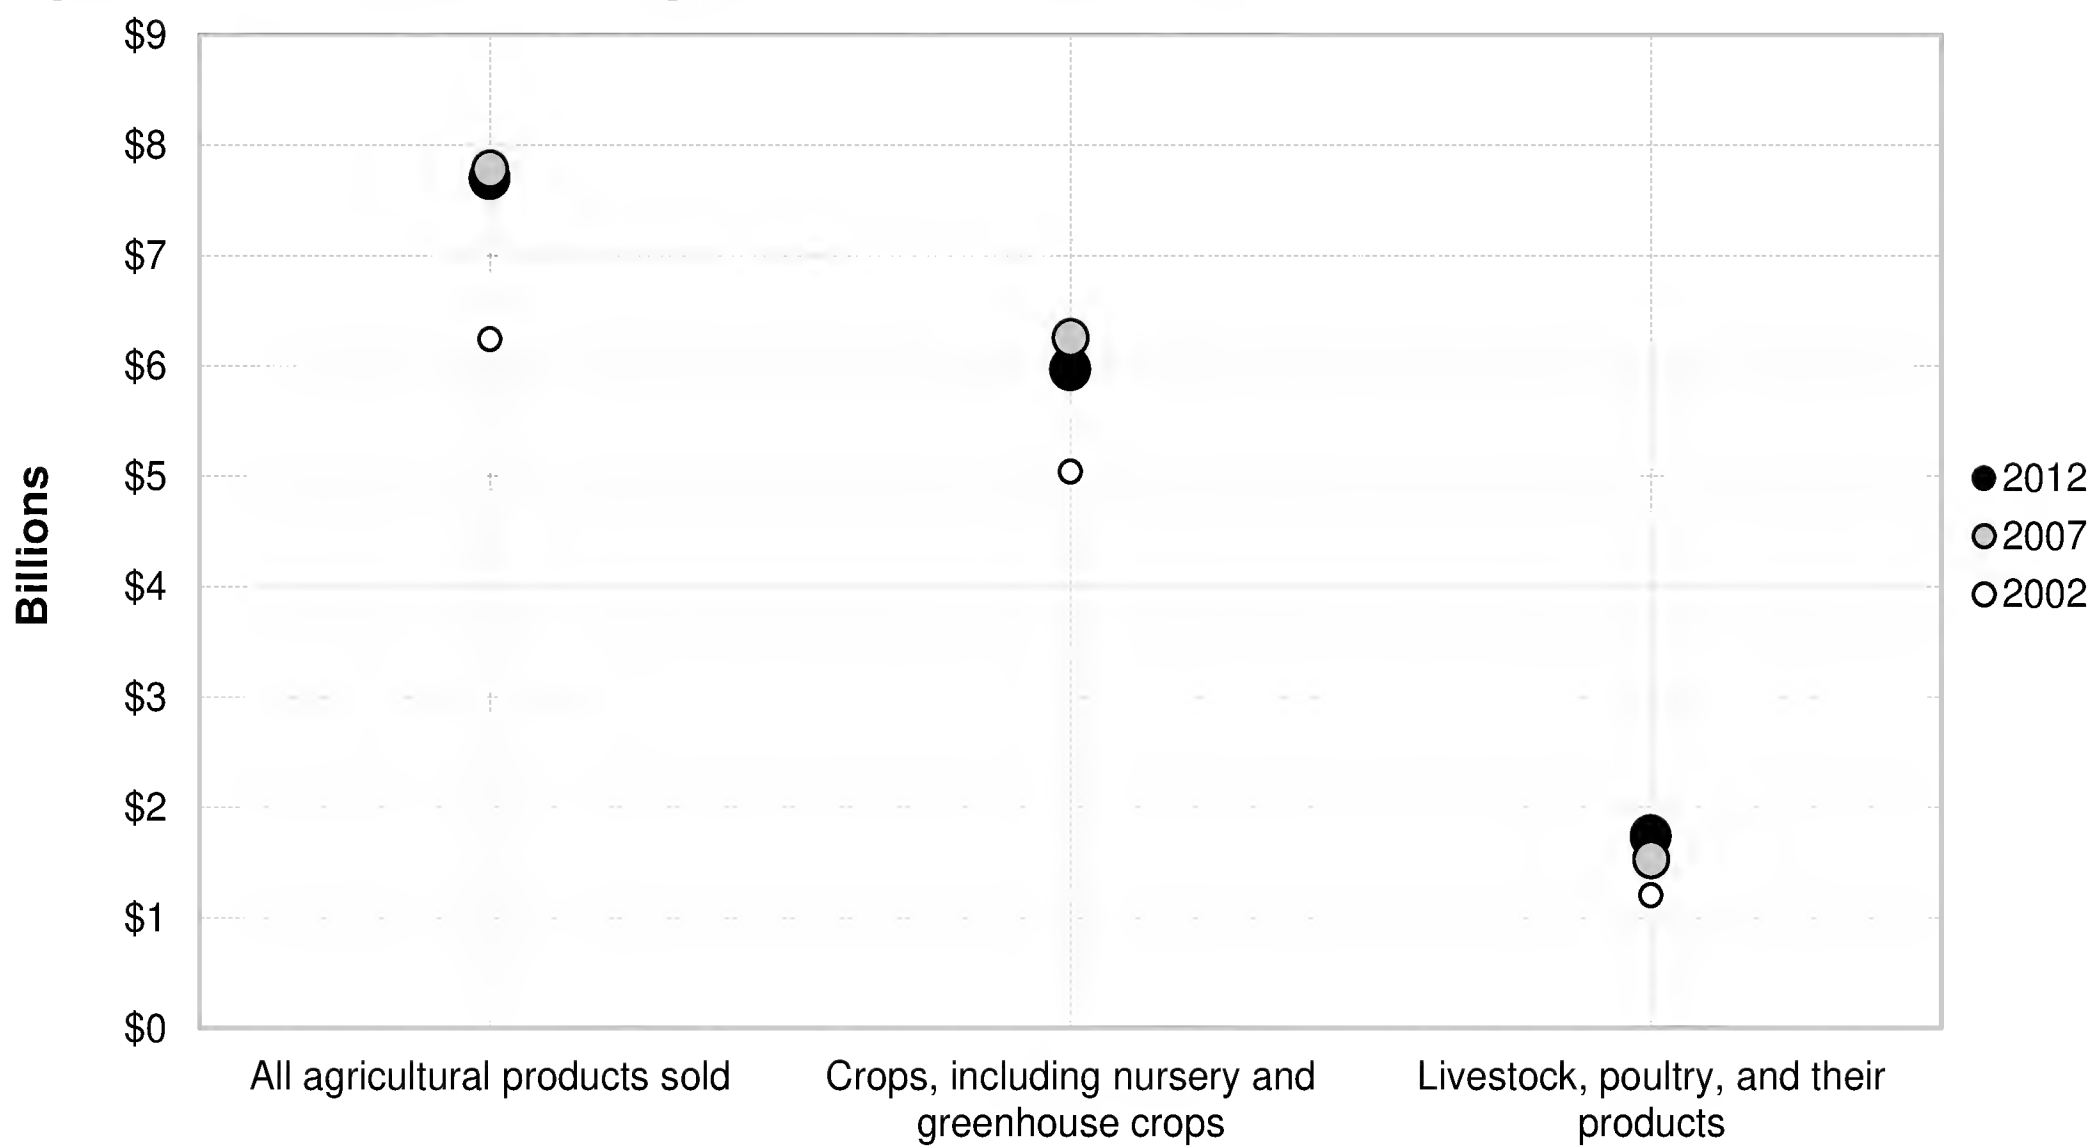 $9
$8
$7
$6
$5
$4
$3
$2
$1
$0
Billions
All agricultural products sold
Crops, including nursery and
greenhouse crops
Livestock, poultry, and their
products
2012
2007
2002